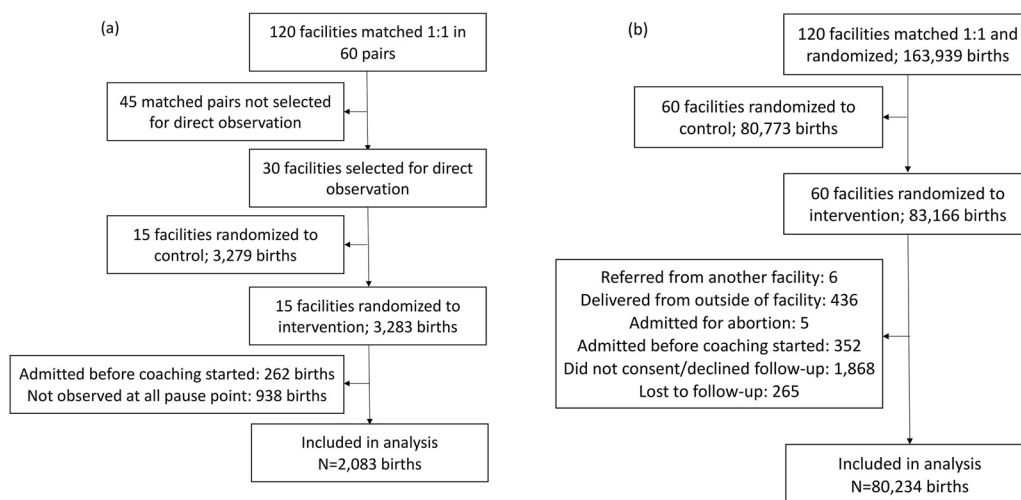 (a)
120 facilities matched 1:1 in
60 pairs
45 matched pairs not selected
for direct observation
30 facilities selected for direct
observation
15 facilities randomized to
control; 3,279 births
15 facilities randomized to
intervention; 3,283 births
Admitted before coaching started: 262 births
Not observed at all pause point: 938 births
Included in analysis
N=2,083 births
(b)
120 facilities matched 1:1 and
randomized; 163,939 births
60 facilities randomized to
control; 80,773 births
60 facilities randomized to
intervention; 83,166 births
Referred from another facility: 6
Delivered from outside of facility: 436
Admitted for abortion: 5
Admitted before coaching started: 352
Did not consent/declined follow-up: 1,868
Lost to follow-up: 265
Included in analysis
N=80,234 births